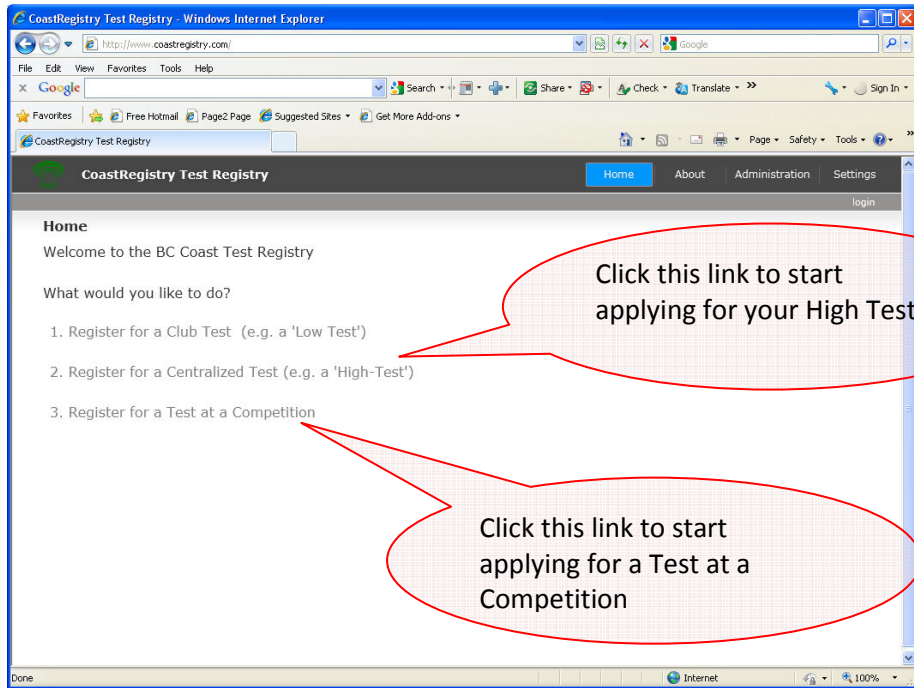 CoastRegistry Test Registry - Windows Internet Explorer
http://www.coastregistry.com/
Google
File Edit View Favorites Tools Help
x Google Search Share Check Translate >> Sign In
Favorites Free Hotmail Page2 Page Suggested Sites Get More Add-ons
CoastRegistry Test Registry Page Safety Tools >>
CoastRegistry Test Registry Home About Administration Settings
login
Home
Welcome to the BC Coast Test Registry
What would you like to do?
1. Register for a Club Test (e.g. a 'Low Test')
2. Register for a Centralized Test (e.g. a 'High-Test')
3. Register for a Test at a Competition
Click this link to start
applying for your High Test
Click this link to start
applying for a Test at a
Competition
Done Internet 100%